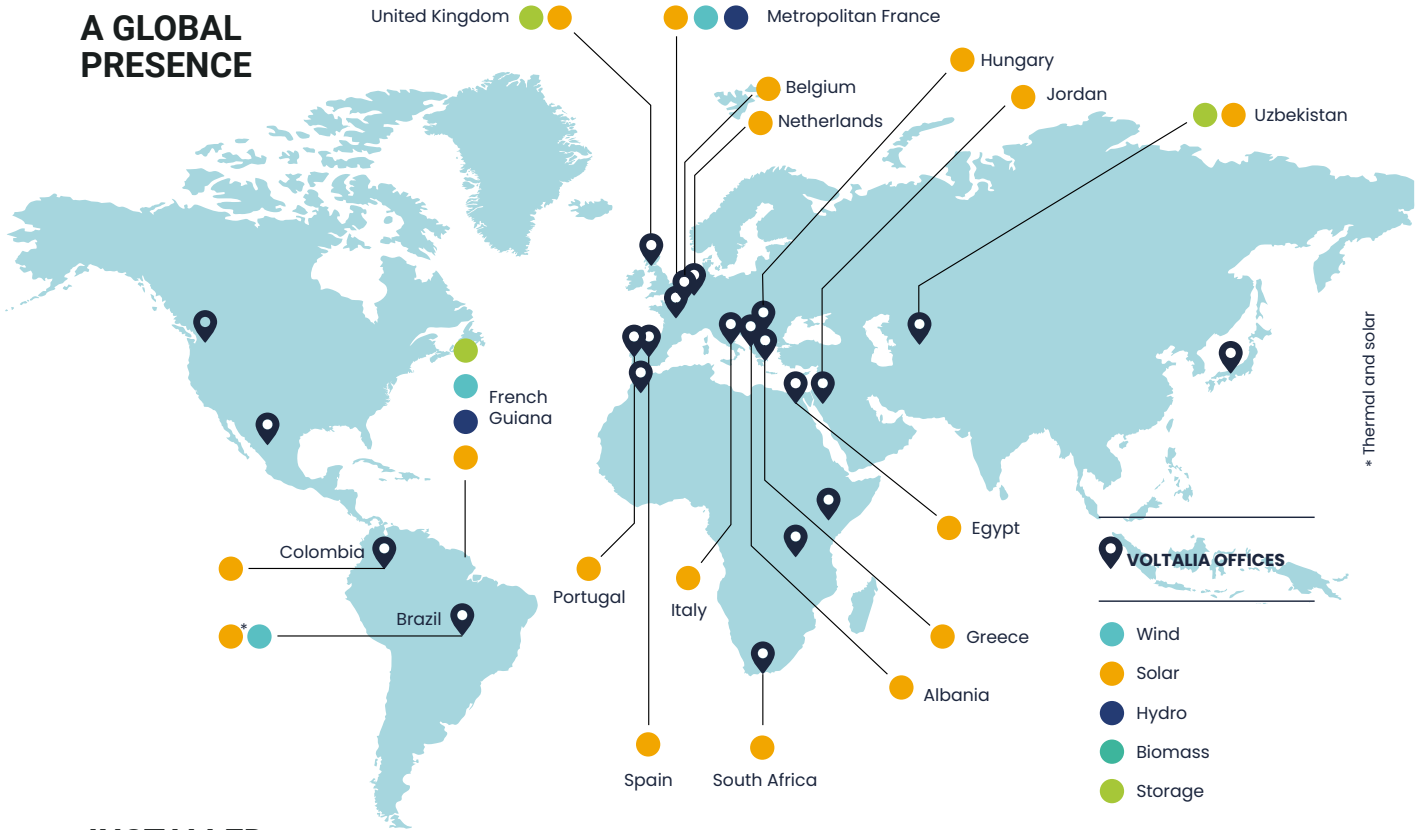 A GLOBAL
PRESENCE
United Kingdom
Metropolitan France
Hungary
Belgium
Jordan
Netherlands
Uzbekistan
* Thermal and solar
French
Guiana
Colombia
Egypt
VOLTALIA OFFICES
Portugal
Italy
Brazil
*
Greece
Albania
Wind
Solar
Hydro
Biomass
Storage
Spain
South Africa